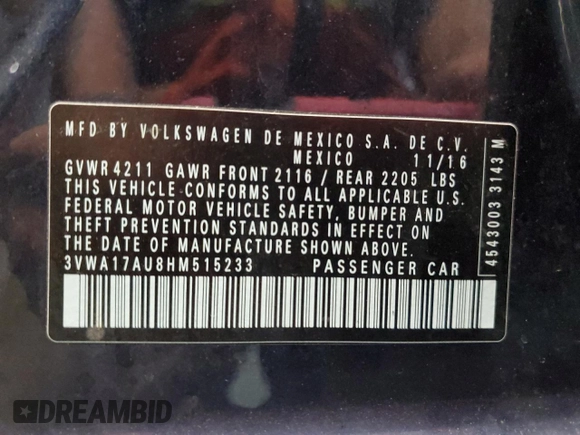 MFD BY VOLKSWAGEN DE MEXICO S.A. DE C.V.
MEXICO 11/16
GVWR 4211 GAWR FRONT 2116 / REAR 2205 LBS
THIS VEHICLE CONFORMS TO ALL APPLICABLE U.S.
FEDERAL MOTOR VEHICLE SAFETY, BUMPER AND
THEFT PREVENTION STANDARDS IN EFFECT ON
THE DATE OF MANUFACTURE SHOWN ABOVE.
3VWA17AU8HM515233 PASSENGER CAR
4543003 3143 M
DREAMBID